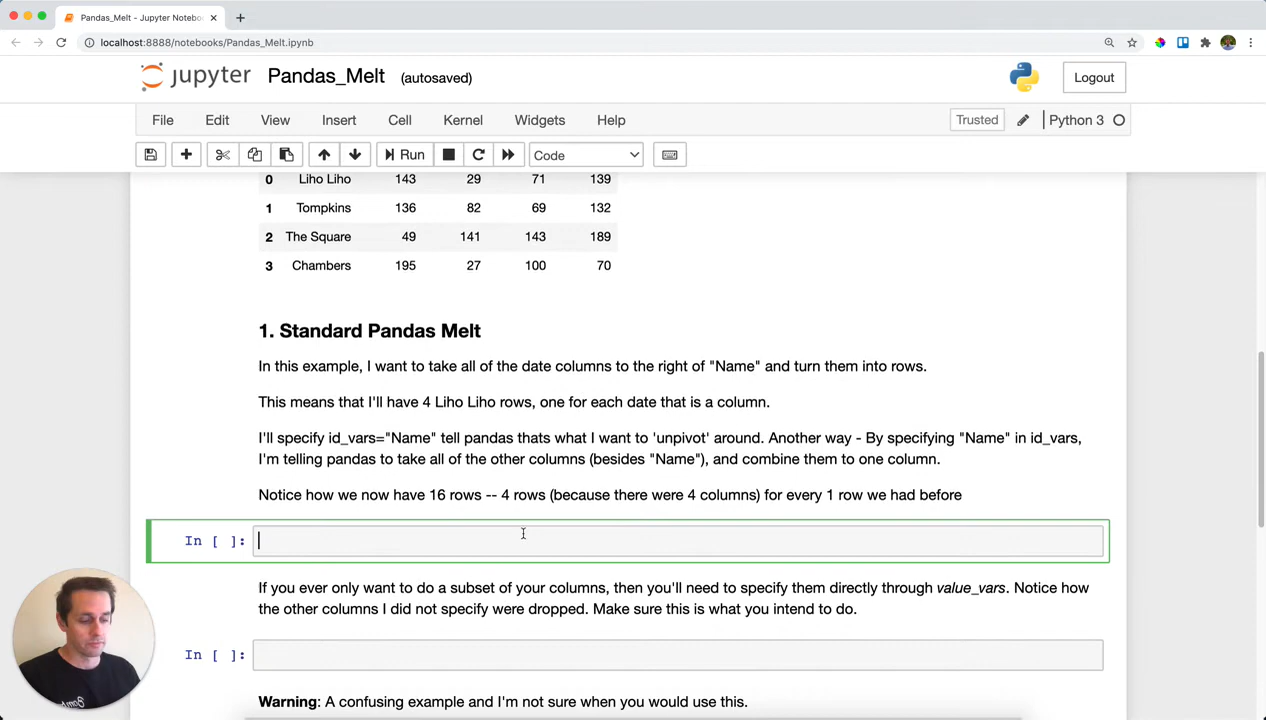 Pandas_Melt - Jupyter Notebo
localhost:8888/notebooks/Pandas_Melt.ipynb
jupyter Pandas_Melt (autosaved) Logout
File Edit View Insert Cell Kernel Widgets Help Trusted Python 3
Run Code
0 Liho Liho 143 29 71 139
1 Tompkins 136 82 69 132
2 The Square 49 141 143 189
3 Chambers 195 27 100 70
1. Standard Pandas Melt
In this example, I want to take all of the date columns to the right of "Name" and turn them into rows.
This means that I'll have 4 Liho Liho rows, one for each date that is a column.
I'll specify id_vars="Name" tell pandas thats what I want to 'unpivot' around. Another way - By specifying "Name" in id_vars,
I'm telling pandas to take all of the other columns (besides "Name"), and combine them to one column.
Notice how we now have 16 rows -- 4 rows (because there were 4 columns) for every 1 row we had before
In [ ]:
If you ever only want to do a subset of your columns, then you'll need to specify them directly through value_vars. Notice how
the other columns I did not specify were dropped. Make sure this is what you intend to do.
In [ ]:
Warning: A confusing example and I'm not sure when you would use this.